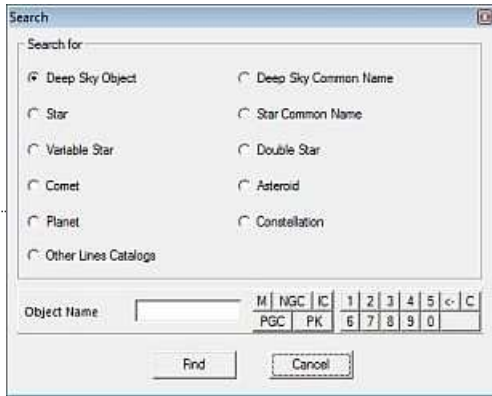 Search
Search for
Deep Sky Object Deep Sky Common Name
Star Star Common Name
Variable Star Double Star
Comet Asteroid
Planet Constellation
Other Lines Catalogs
Object Name M NGC IC 1 2 3 4 5 <- C
PGC PK 6 7 8 9 0
Find Cancel